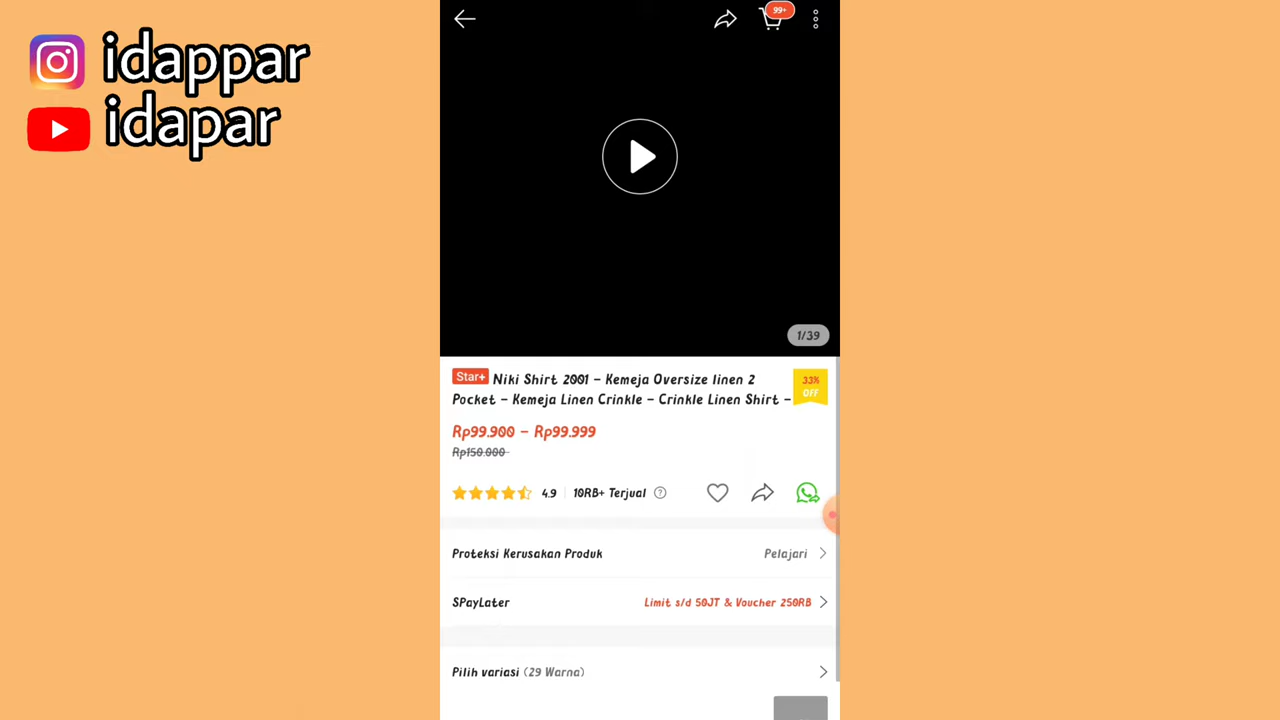 idappar
idapar
99+
1/39
Star+ Niki Shirt 2001 - Kemeja Oversize linen 2
Pocket - Kemeja Linen Crinkle - Crinkle Linen Shirt -
33%
OFF
Rp99.900 - Rp99.999
Rp150.000
4.9 10RB+ Terjual ?
Proteksi Kerusakan Produk Pelajari
SPayLater Limit s/d 50JT & Voucher 250RB
Pilih variasi (29 Warna)